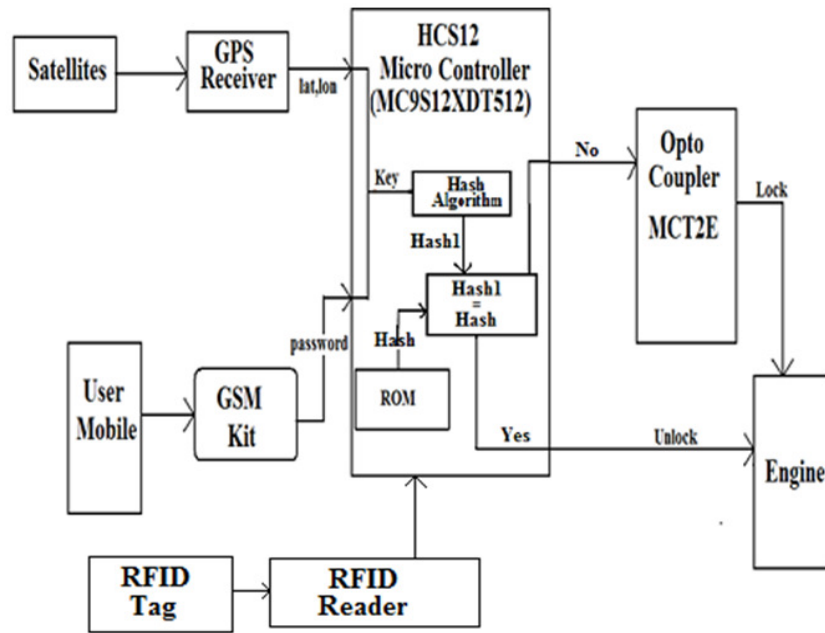 Satellites
GPS
Receiver
lat,lon
HCS12
Micro Controller
(MC9S12XDT512)
Key
Hash
Algorithm
Hash1
Hash1
=
Hash
Hash
ROM
No
Opto
Coupler
MCT2E
Lock
User
Mobile
GSM
Kit
password
Yes
Unlock
Engine
RFID
Tag
RFID
Reader